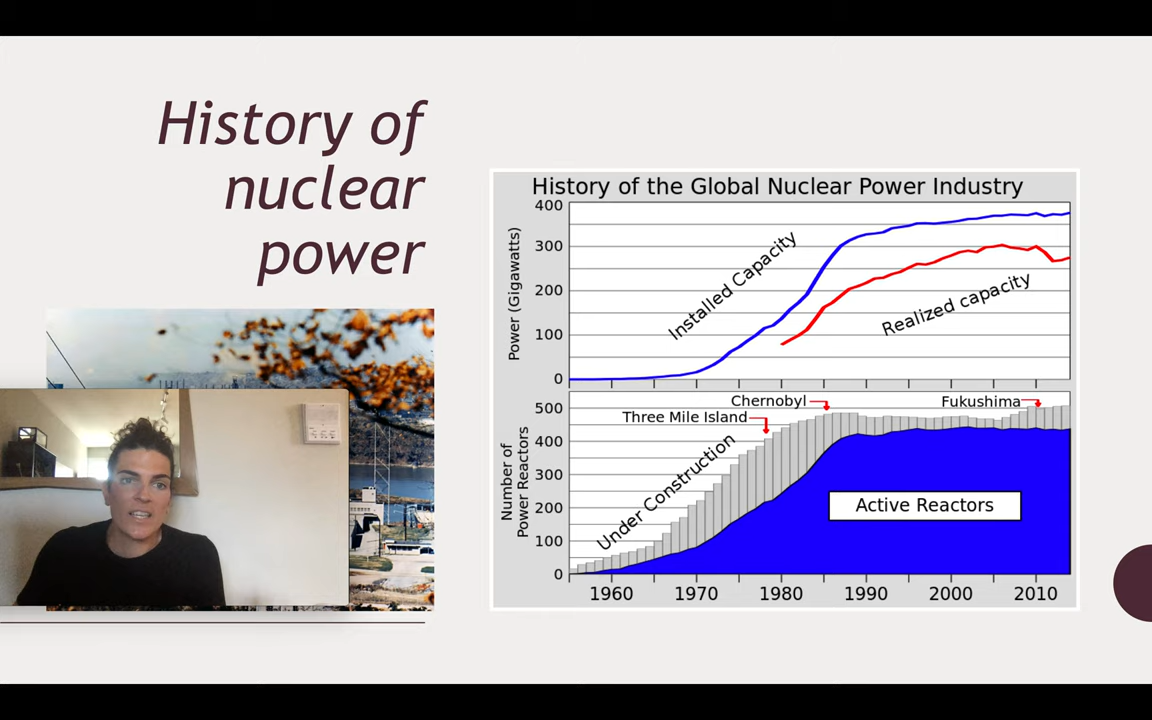 History of
nuclear
power
History of the Global Nuclear Power Industry
Power (Gigawatts)
400
300
200
100
0
Installed Capacity
Realized capacity
Number of
Power Reactors
500
400
300
200
100
0
Chernobyl
Three Mile Island
Fukushima
Under Construction
Active Reactors
1960 1970 1980 1990 2000 2010